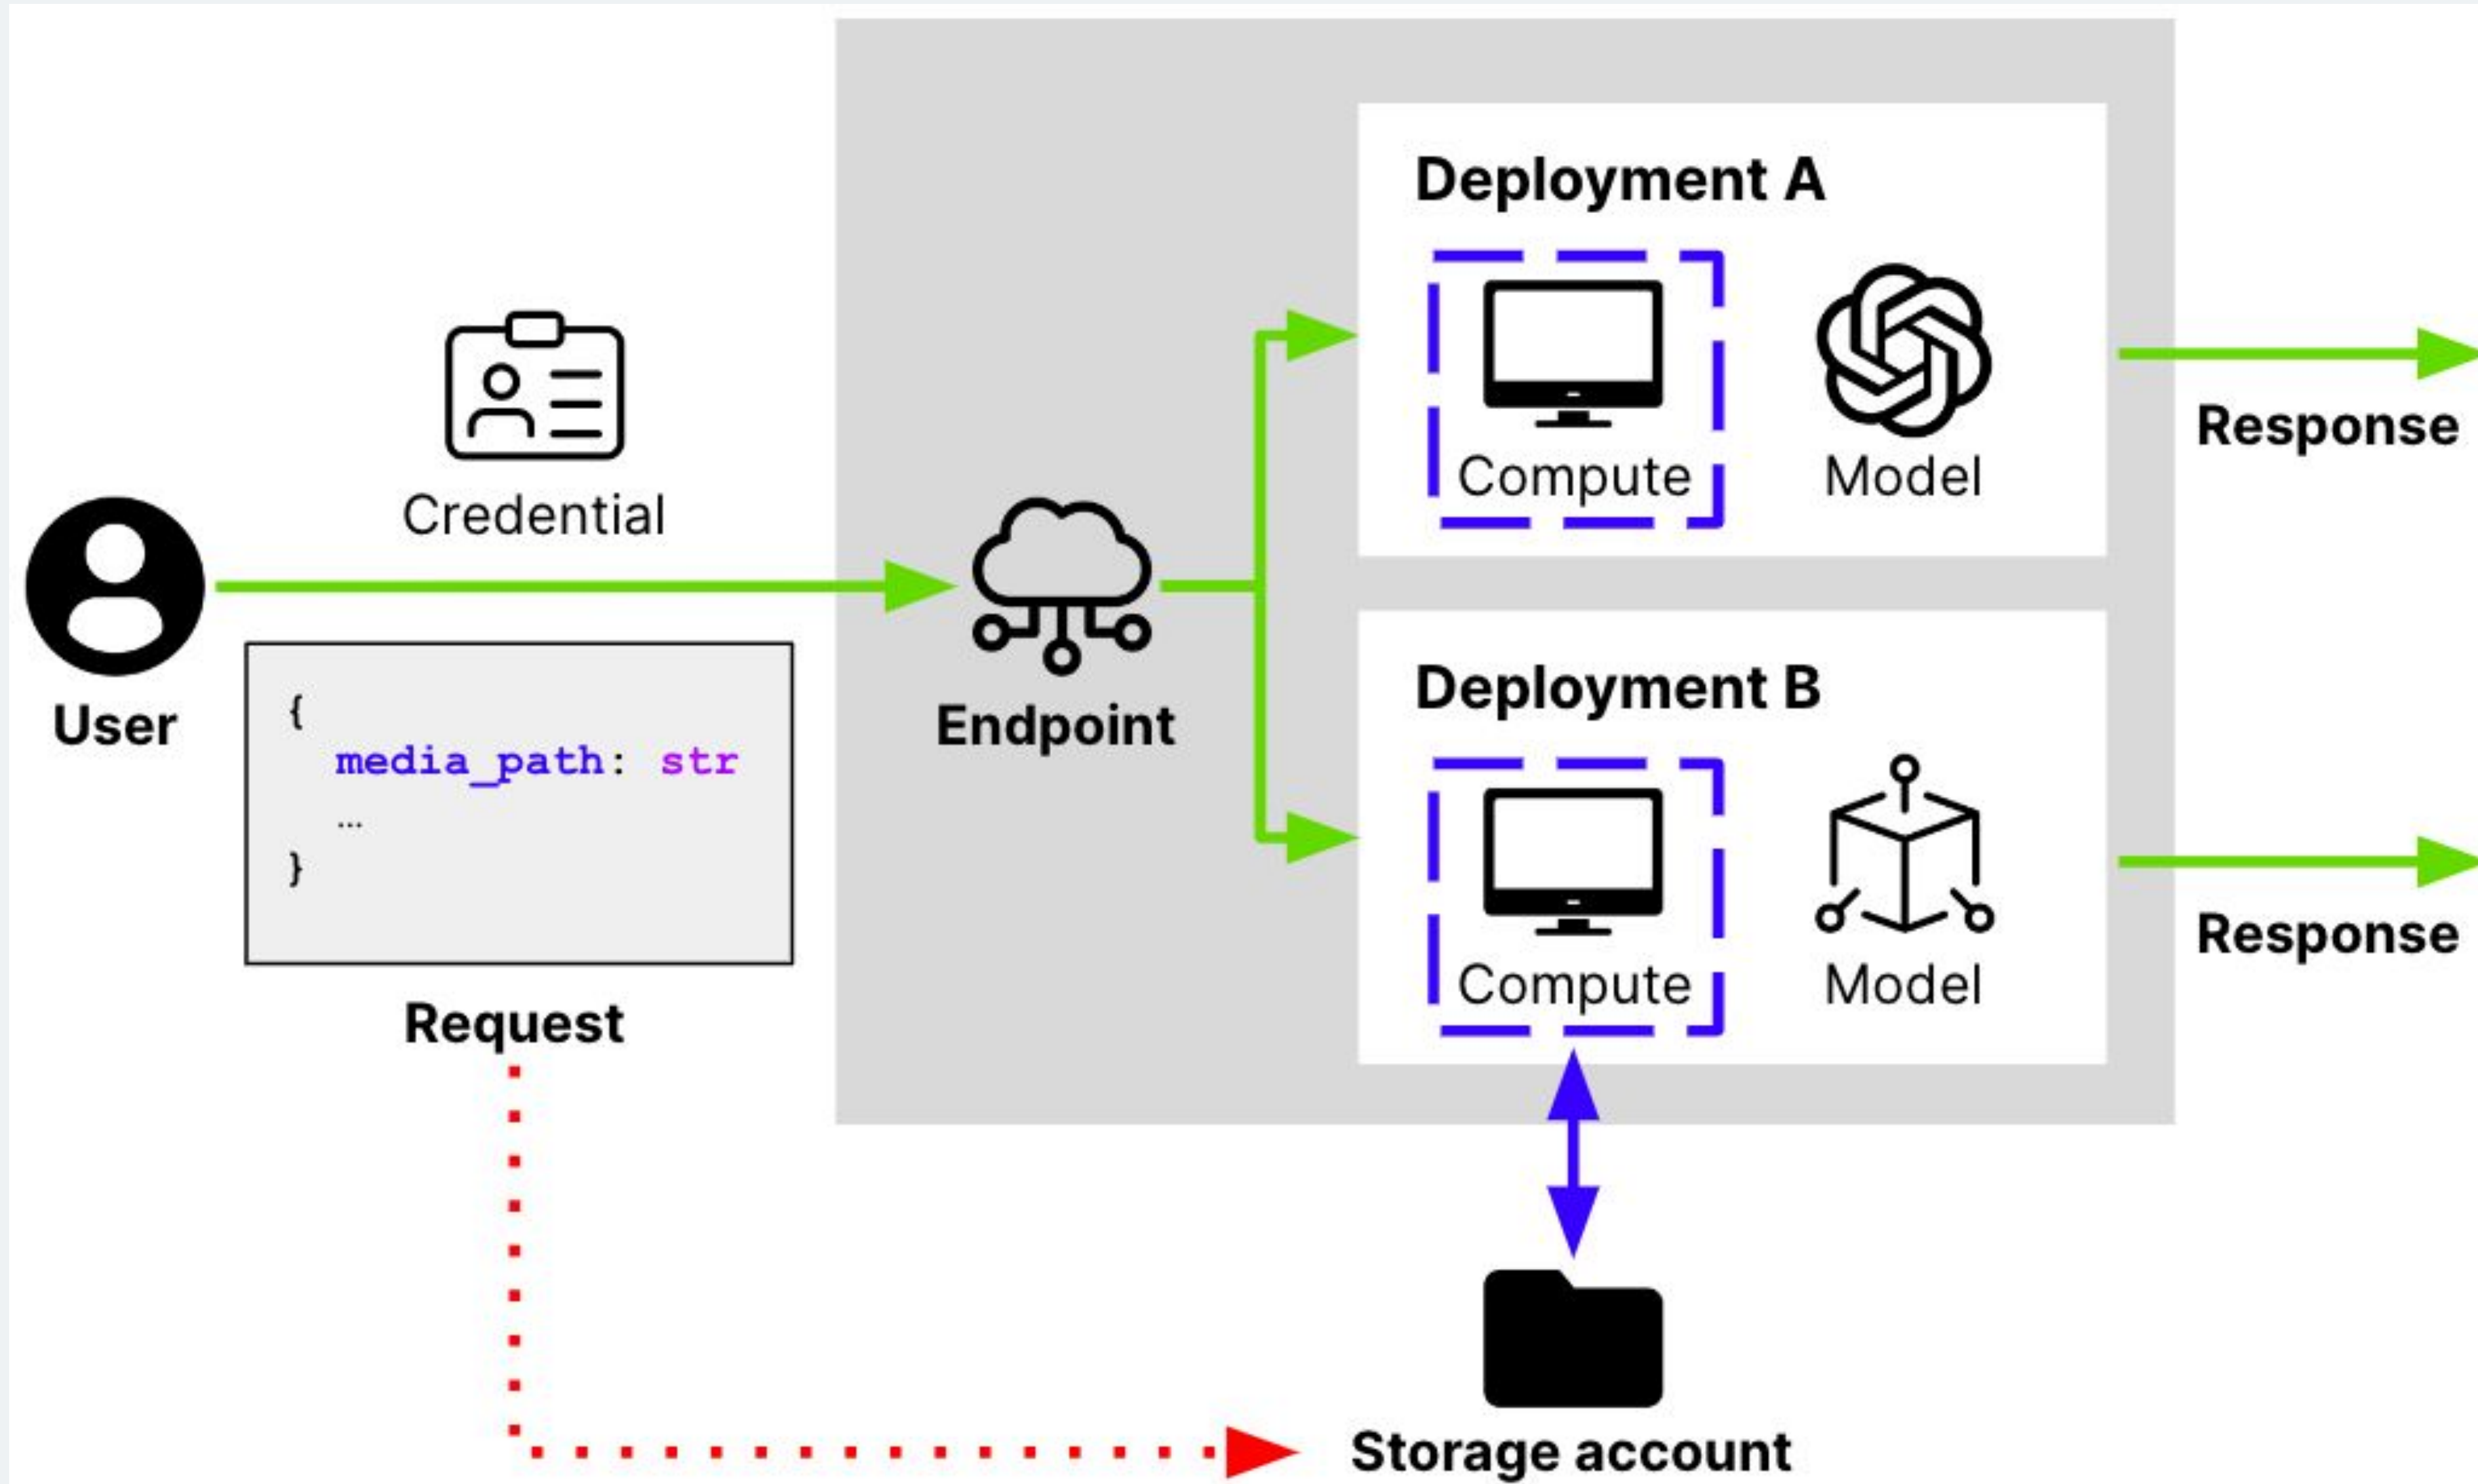 Credential
User
{
media_path: str
...
}
Request
Endpoint
Deployment A
Compute
Model
Response
Deployment B
Compute
Model
Response
Storage account